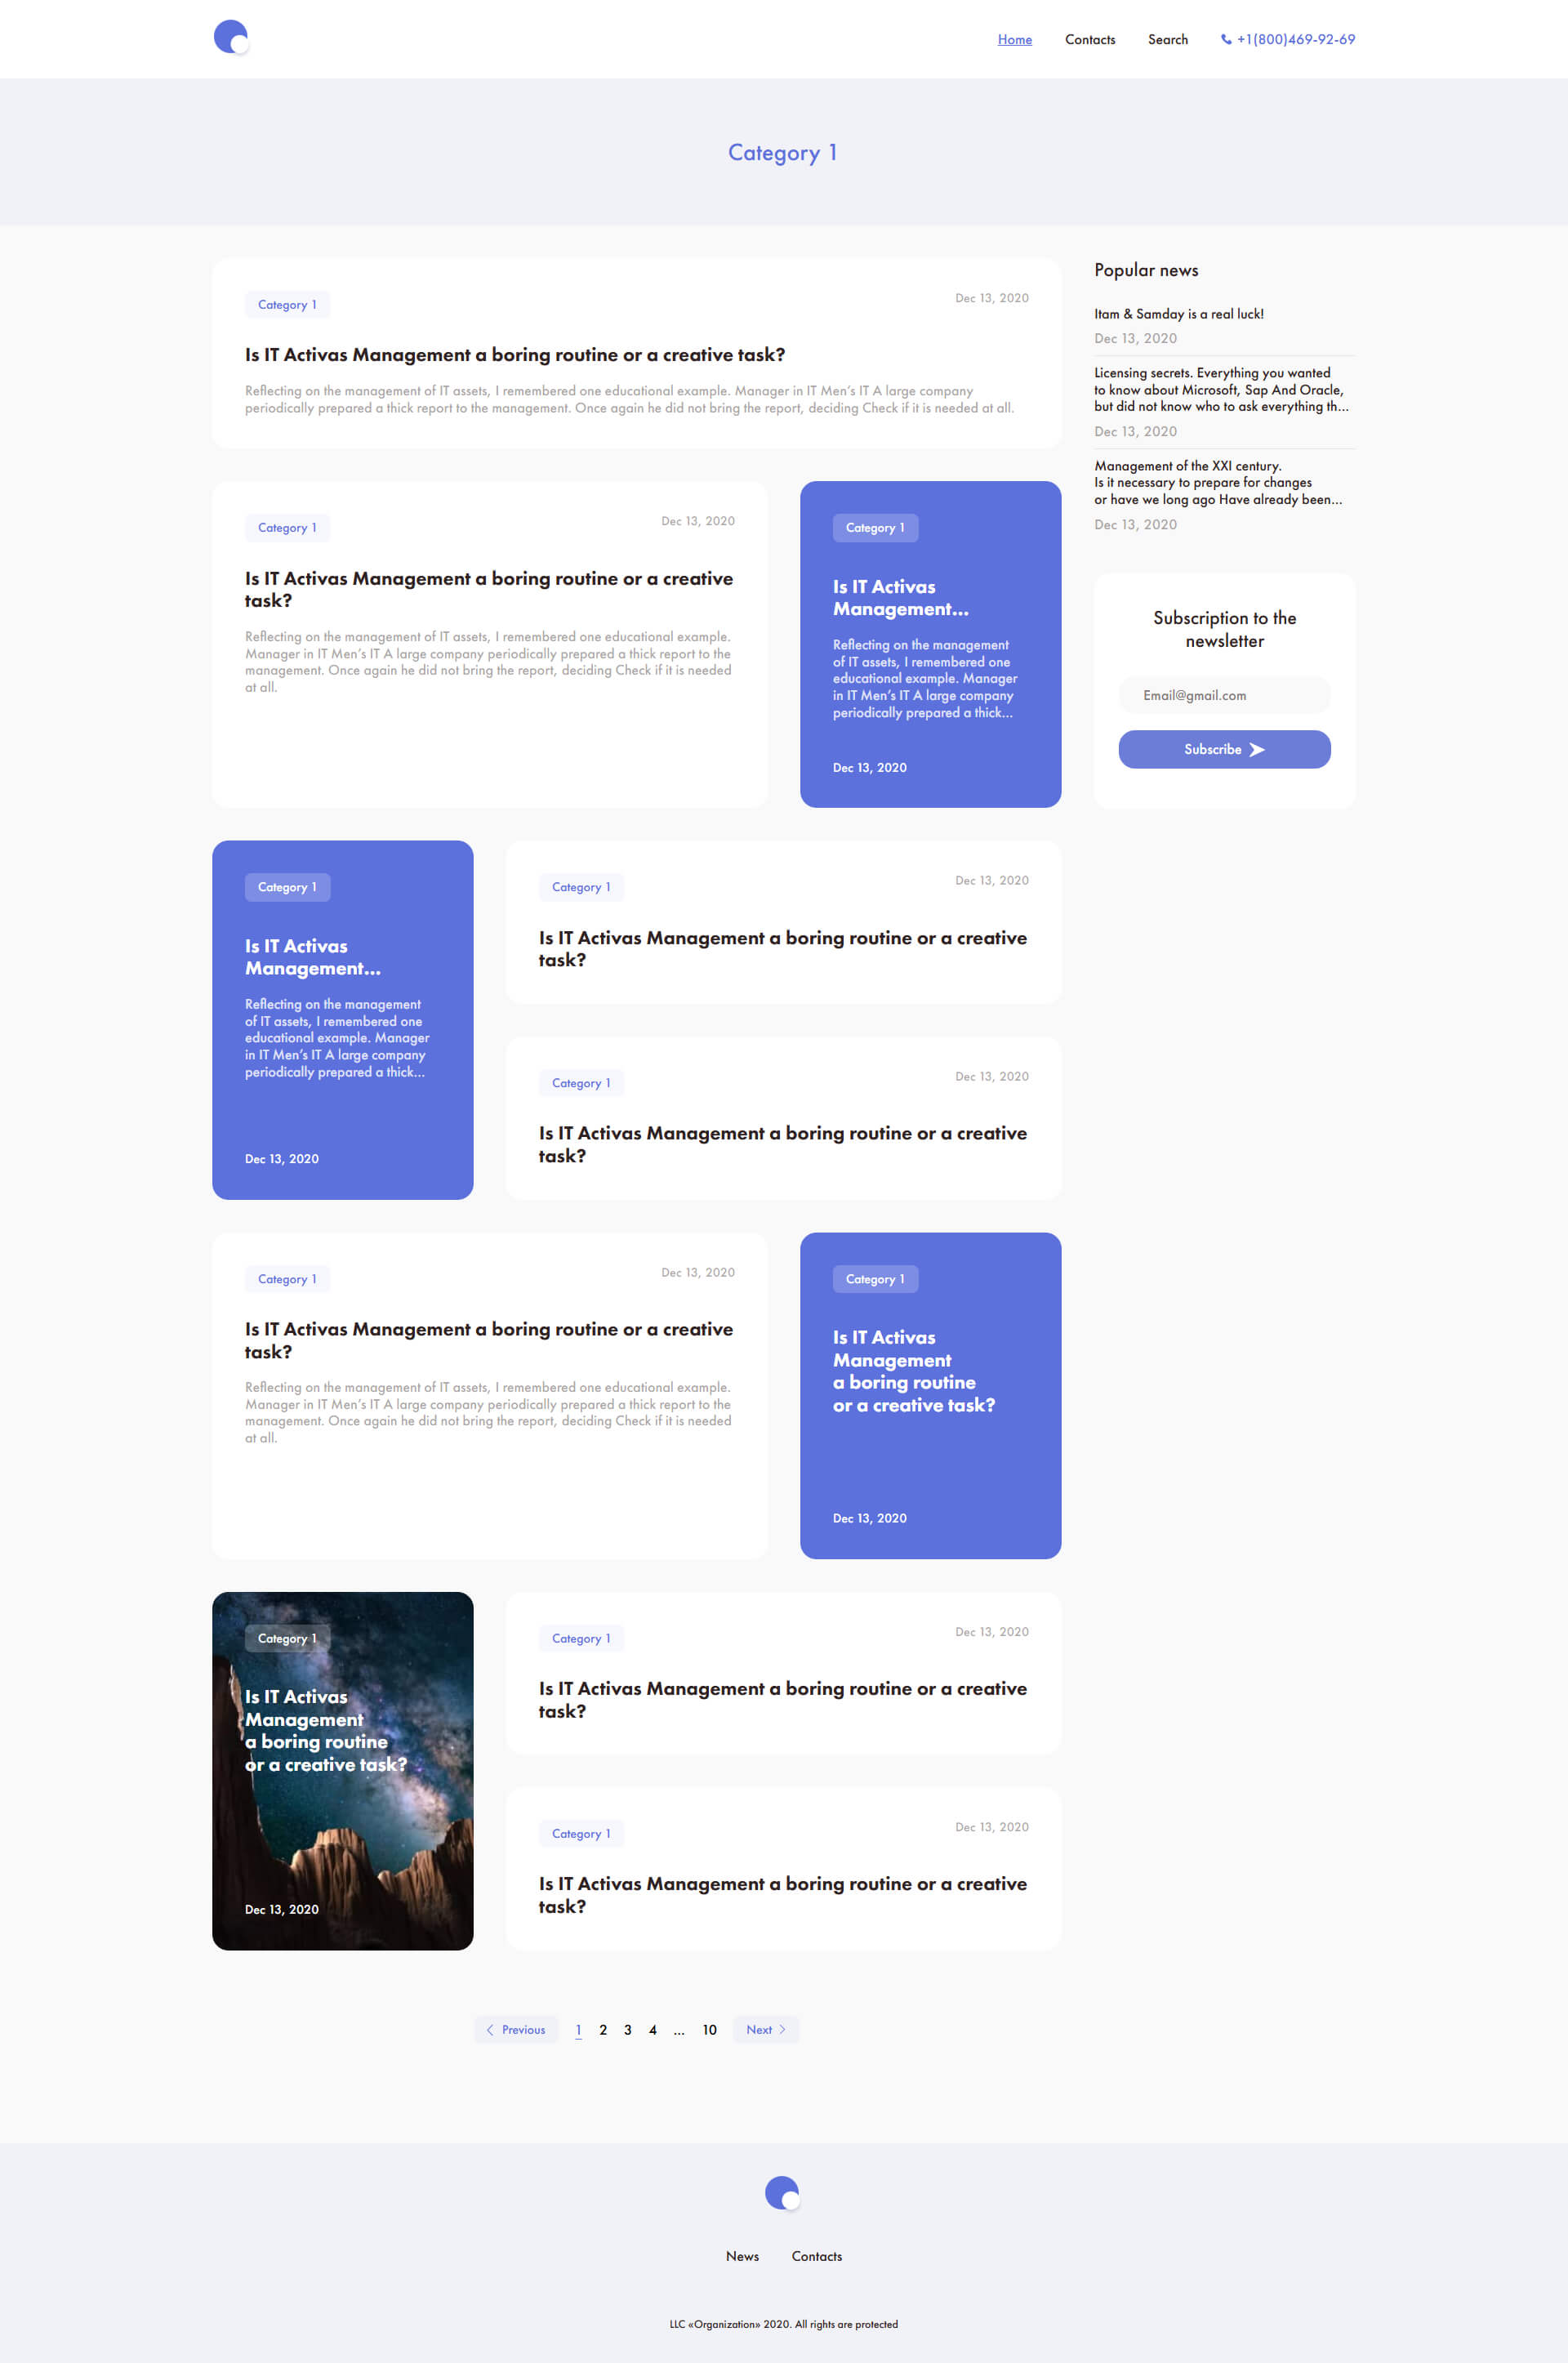 Home Contacts Search +1(800)469-92-69
Category 1
Category 1
Dec 13, 2020
Is IT Activas Management a boring routine or a creative task?
Reflecting on the management of IT assets, I remembered one educational example. Manager in IT Men's IT A large company
periodically prepared a thick report to the management. Once again he did not bring the report, deciding Check if it is needed at all.
Category 1
Dec 13, 2020
Is IT Activas Management a boring routine or a creative
task?
Reflecting on the management of IT assets, I remembered one educational example.
Manager in IT Men's IT A large company periodically prepared a thick report to the
management. Once again he did not bring the report, deciding Check if it is needed
at all.
Category 1
Is IT Activas
Management...
Reflecting on the management
of IT assets, I remembered one
educational example. Manager
in IT Men's IT A large company
periodically prepared a thick...
Dec 13, 2020
Category 1
Is IT Activas
Management...
Reflecting on the management
of IT assets, I remembered one
educational example. Manager
in IT Men's IT A large company
periodically prepared a thick...
Dec 13, 2020
Category 1
Dec 13, 2020
Is IT Activas Management a boring routine or a creative
task?
Category 1
Dec 13, 2020
Is IT Activas Management a boring routine or a creative
task?
Category 1
Dec 13, 2020
Is IT Activas Management a boring routine or a creative
task?
Reflecting on the management of IT assets, I remembered one educational example.
Manager in IT Men's IT A large company periodically prepared a thick report to the
management. Once again he did not bring the report, deciding Check if it is needed
at all.
Category 1
Is IT Activas
Management
a boring routine
or a creative task?
Dec 13, 2020
Category 1
Is IT Activas
Management
a boring routine
or a creative task?
Dec 13, 2020
Category 1
Dec 13, 2020
Is IT Activas Management a boring routine or a creative
task?
Category 1
Dec 13, 2020
Is IT Activas Management a boring routine or a creative
task?
Previous 1 2 3 4 ... 10 Next
Popular news
Itam & Samday is a real luck!
Dec 13, 2020
Licensing secrets. Everything you wanted
to know about Microsoft, Sap And Oracle,
but did not know who to ask everything th...
Dec 13, 2020
Management of the XXI century.
Is it necessary to prepare for changes
or have we long ago Have already been...
Dec 13, 2020
Subscription to the
newsletter
Email@gmail.com
Subscribe
News Contacts
LLC «Organization» 2020. All rights are protected